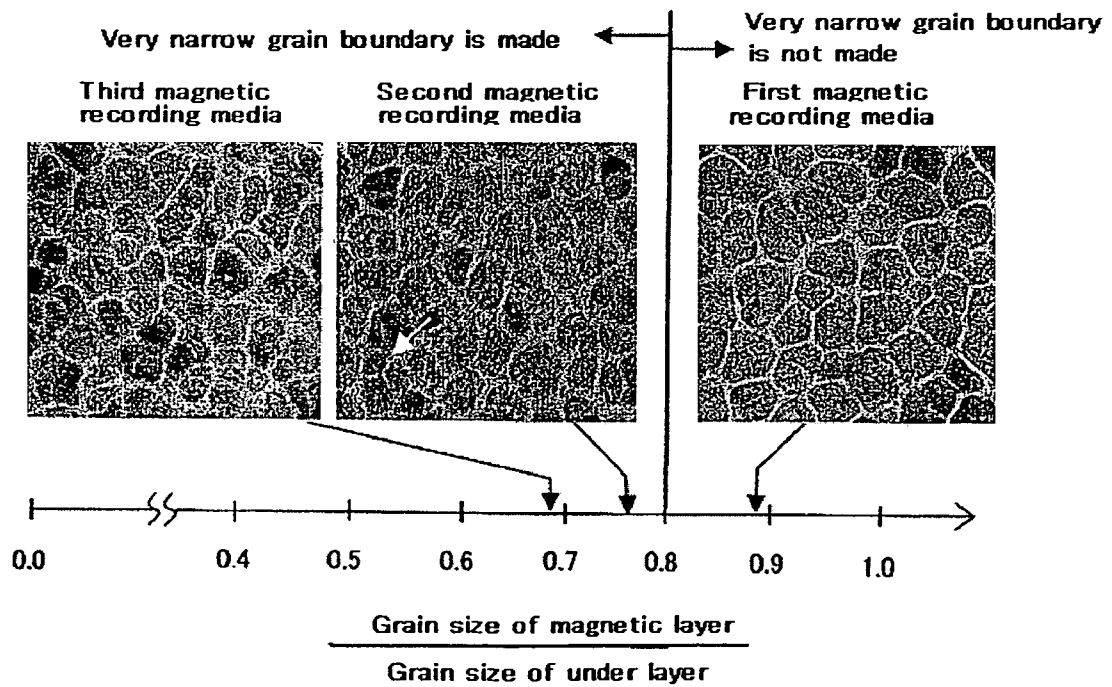 Very narrow grain boundary is made
Very narrow grain boundary
is not made
Third magnetic
recording media
Second magnetic
recording media
First magnetic
recording media
0.0
0.4
0.5
0.6
0.7
0.8
0.9
1.0
Grain size of magnetic layer
Grain size of under layer